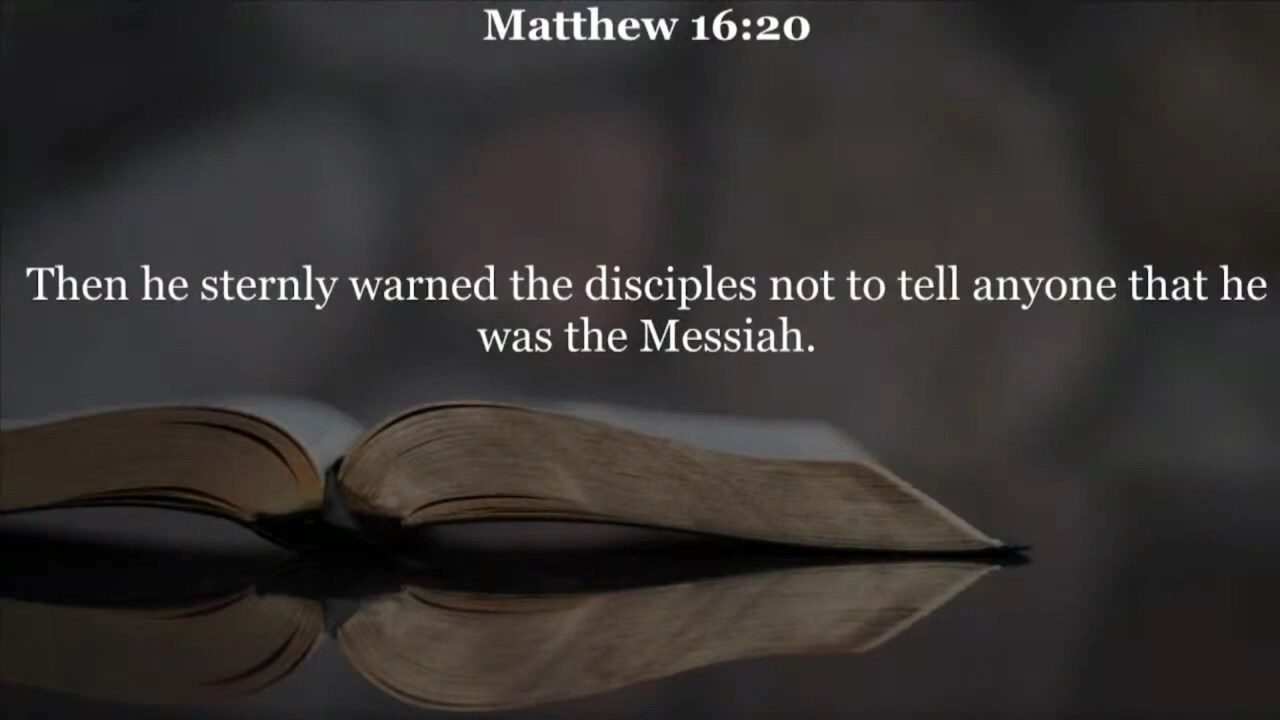 Matthew 16:20
Then he sternly warned the disciples not to tell anyone that he
was the Messiah.